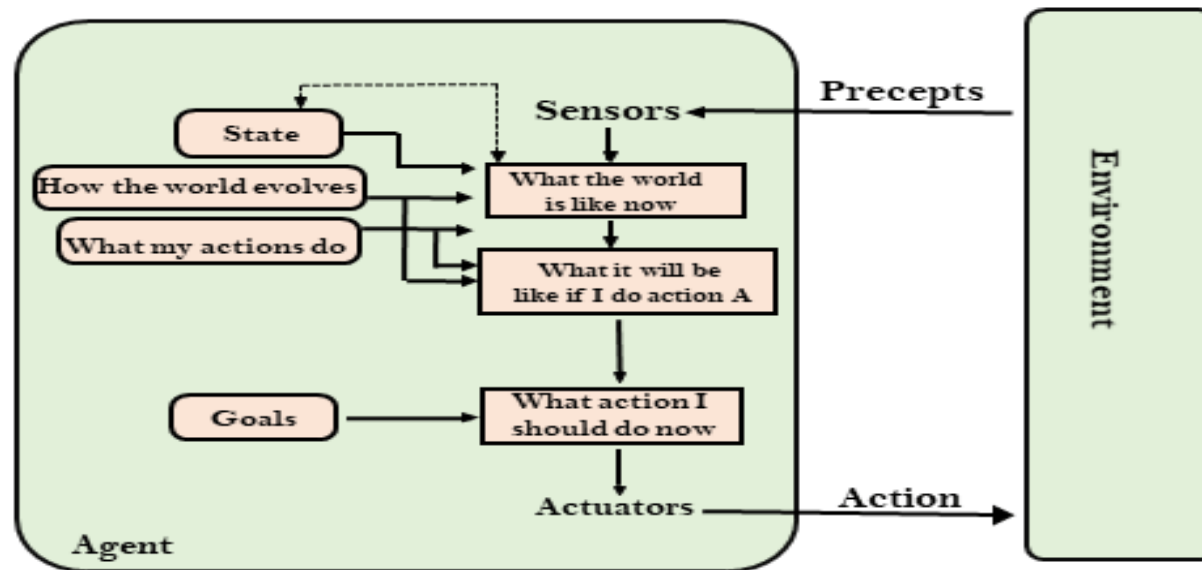 Precepts
Sensors
State
How the world evolves
What the world
is like now
What my actions do
What it will be
like if I do action A
Goals
What action I
should do now
Actuators
Action
Agent
Environment